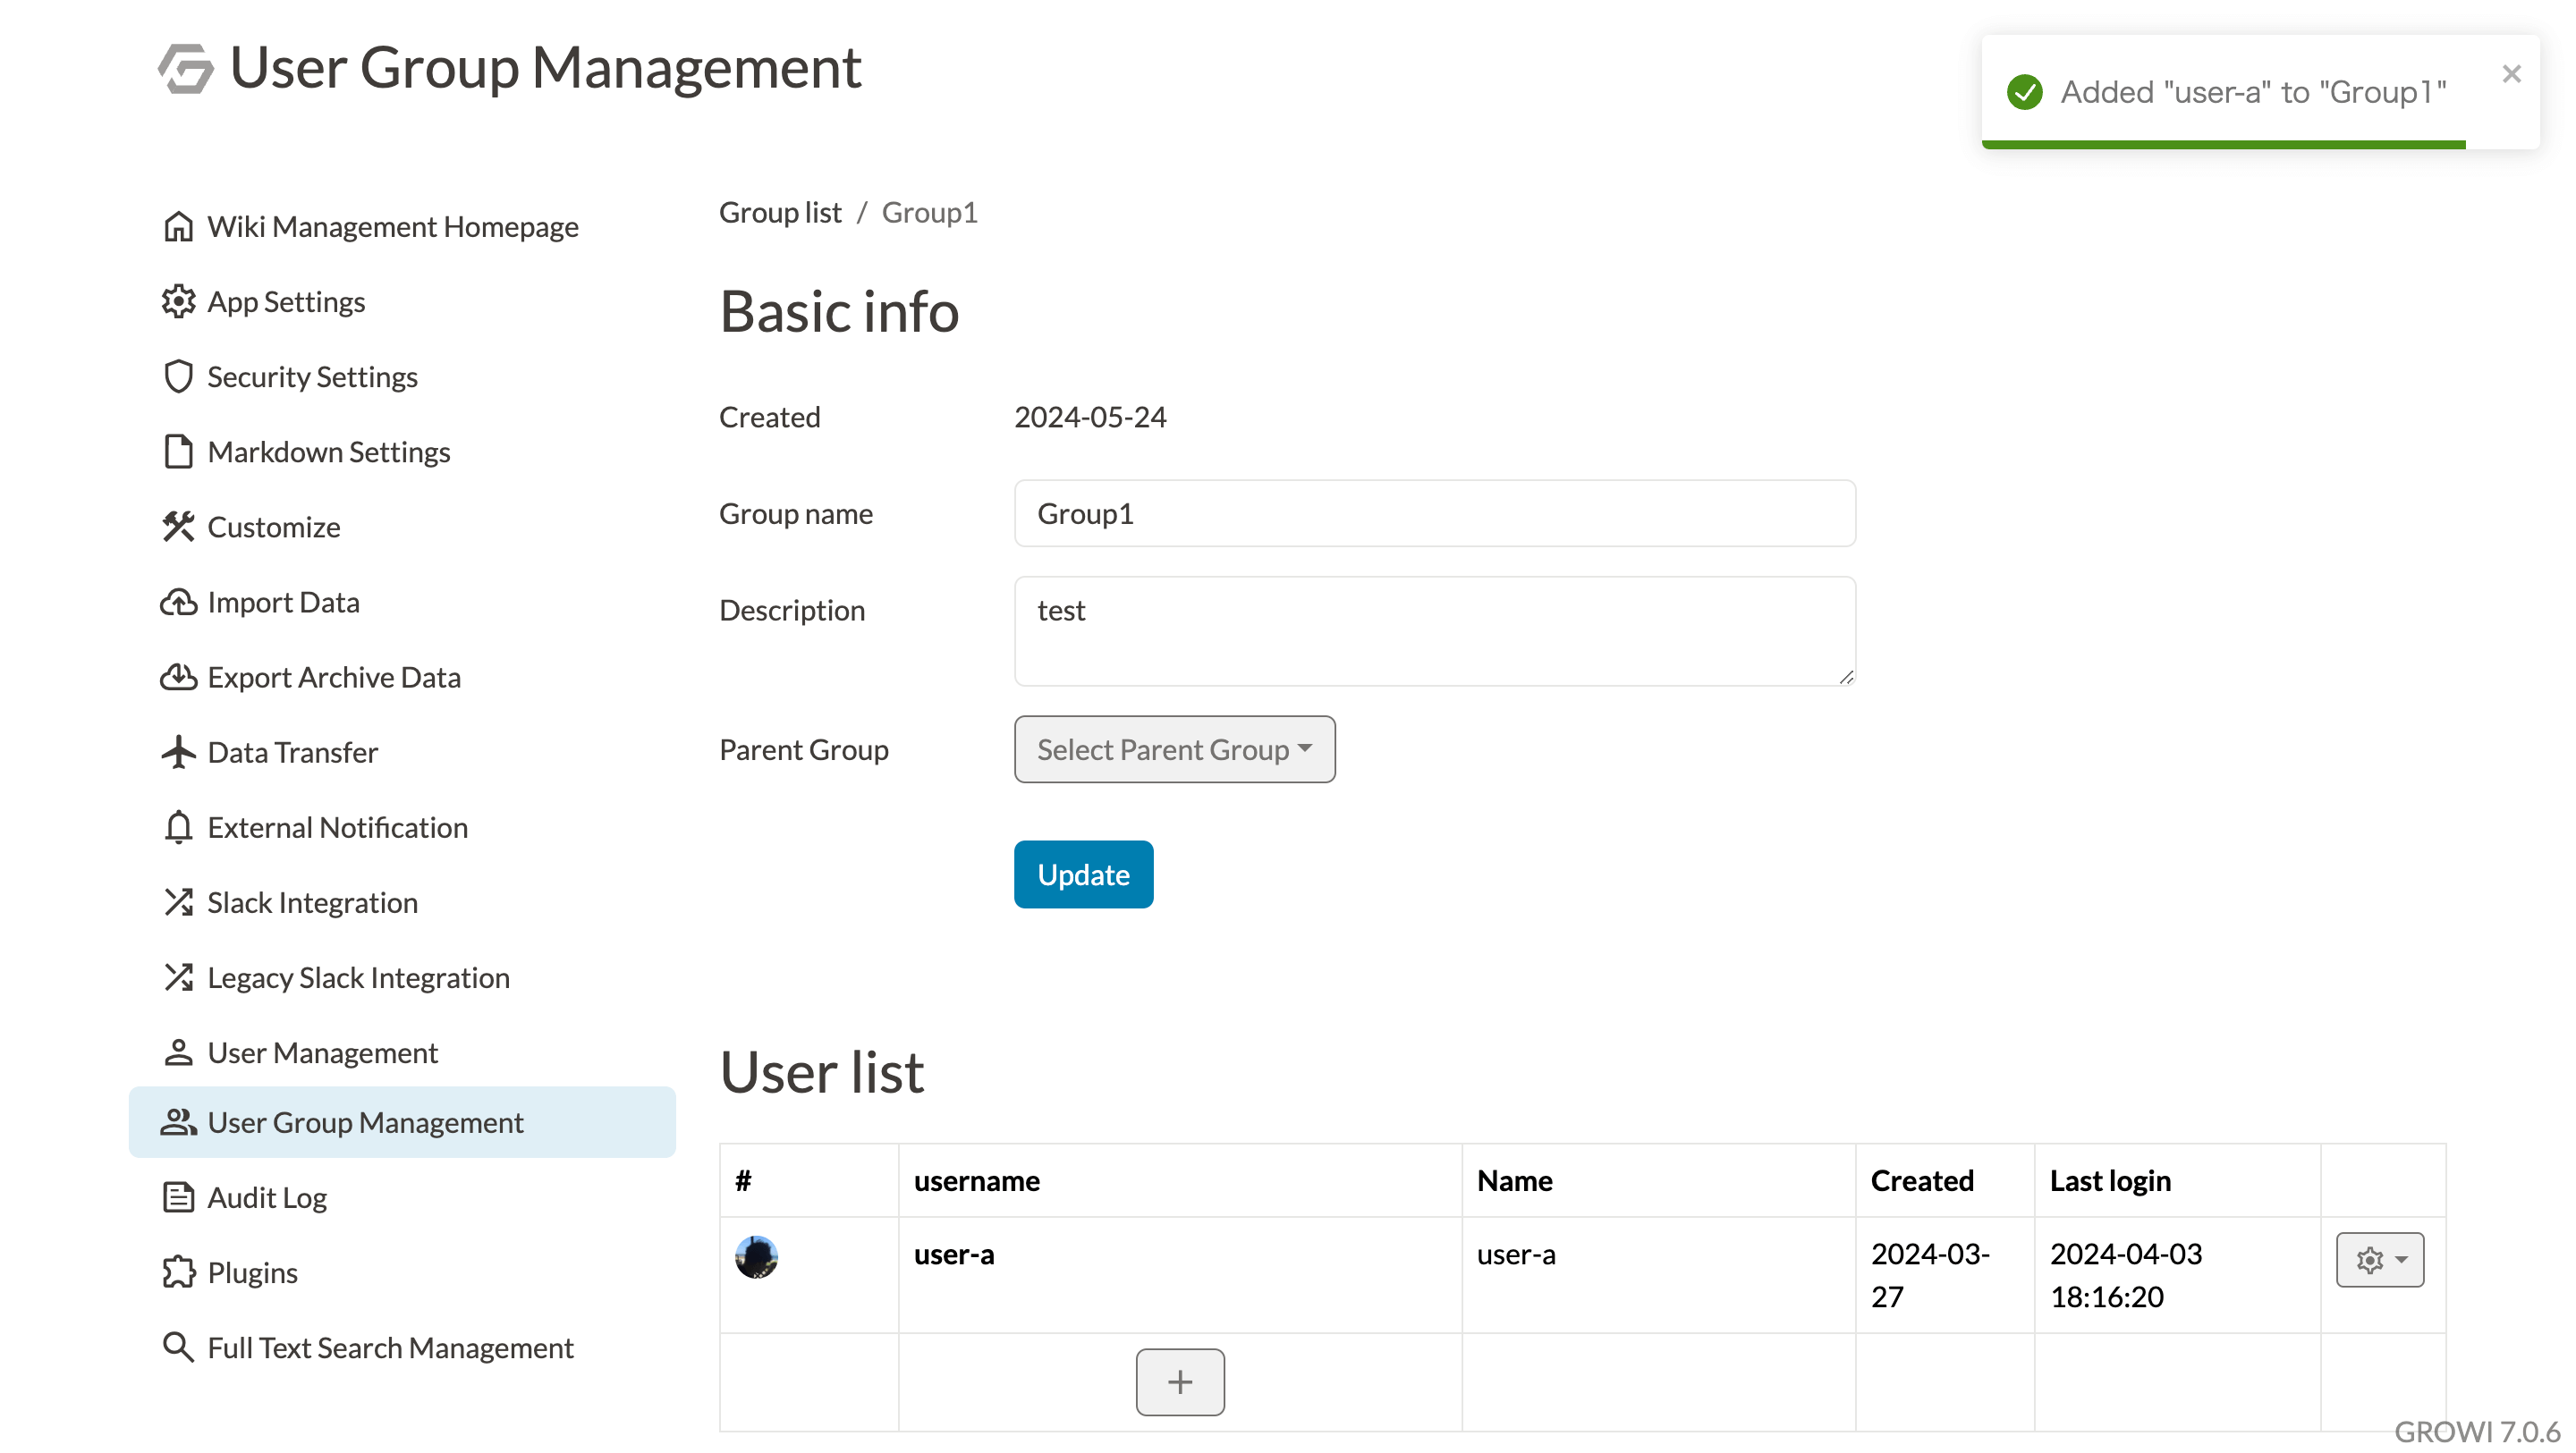 User Group Management
Added "user-a" to "Group1"
Wiki Management Homepage
App Settings
Security Settings
Markdown Settings
Customize
Import Data
Export Archive Data
Data Transfer
External Notification
Slack Integration
Legacy Slack Integration
User Management
User Group Management
Audit Log
Plugins
Full Text Search Management
Group list / Group1
Basic info
Created 2024-05-24
Group name Group1
Description test
Parent Group Select Parent Group
Update
User list
# username Name Created Last login
user-a user-a 2024-03-27 2024-04-03 18:16:20
+
GROWI 7.0.6